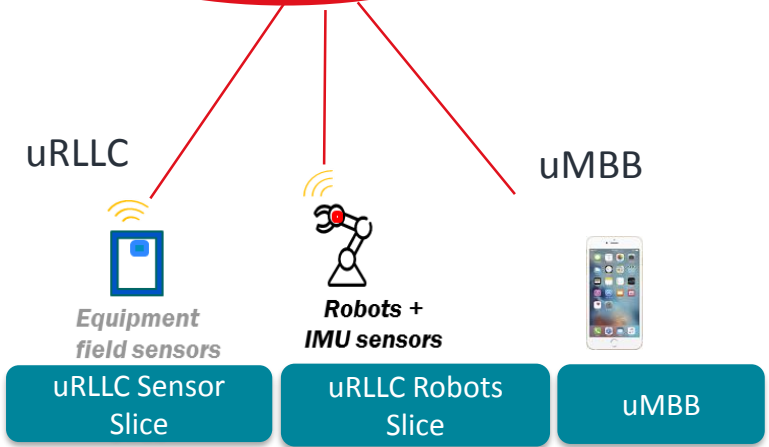 uRLLC
uMBB
Equipment
field sensors
Robots +
IMU sensors
uRLLC Sensor
Slice
uRLLC Robots
Slice
uMBB